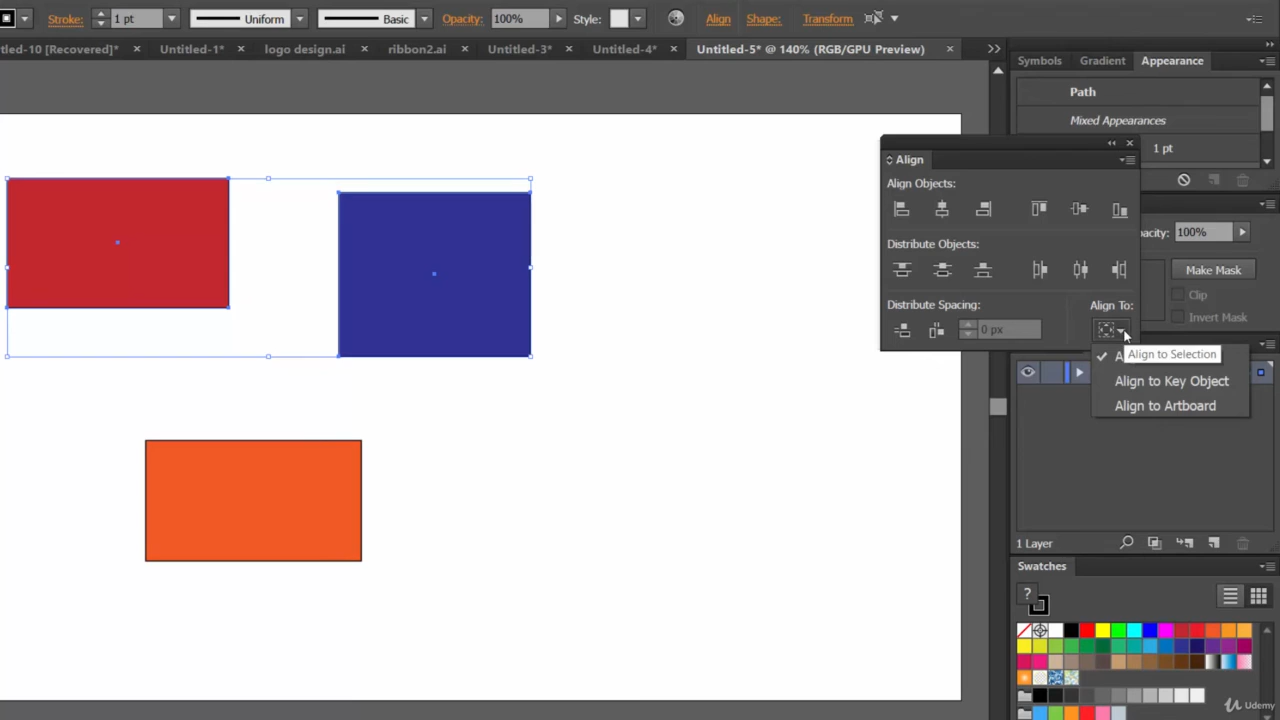 Stroke: 1 pt Uniform Basic Opacity: 100% Style: Align Shape: Transform
tled-10 [Recovered]* Untitled-1* logo design.ai ribbon2.ai Untitled-3* Untitled-4* Untitled-5* @ 140% (RGB/GPU Preview)
Symbols Gradient Appearance
Path
Mixed Appearances
1 pt
Align
Align Objects:
Distribute Objects:
Distribute Spacing:
Align To:
0 px
pacity: 100%
Make Mask
Clip
Invert Mask
A
Align to Selection
Align to Key Object
Align to Artboard
1 Layer
Swatches
?
Udemy